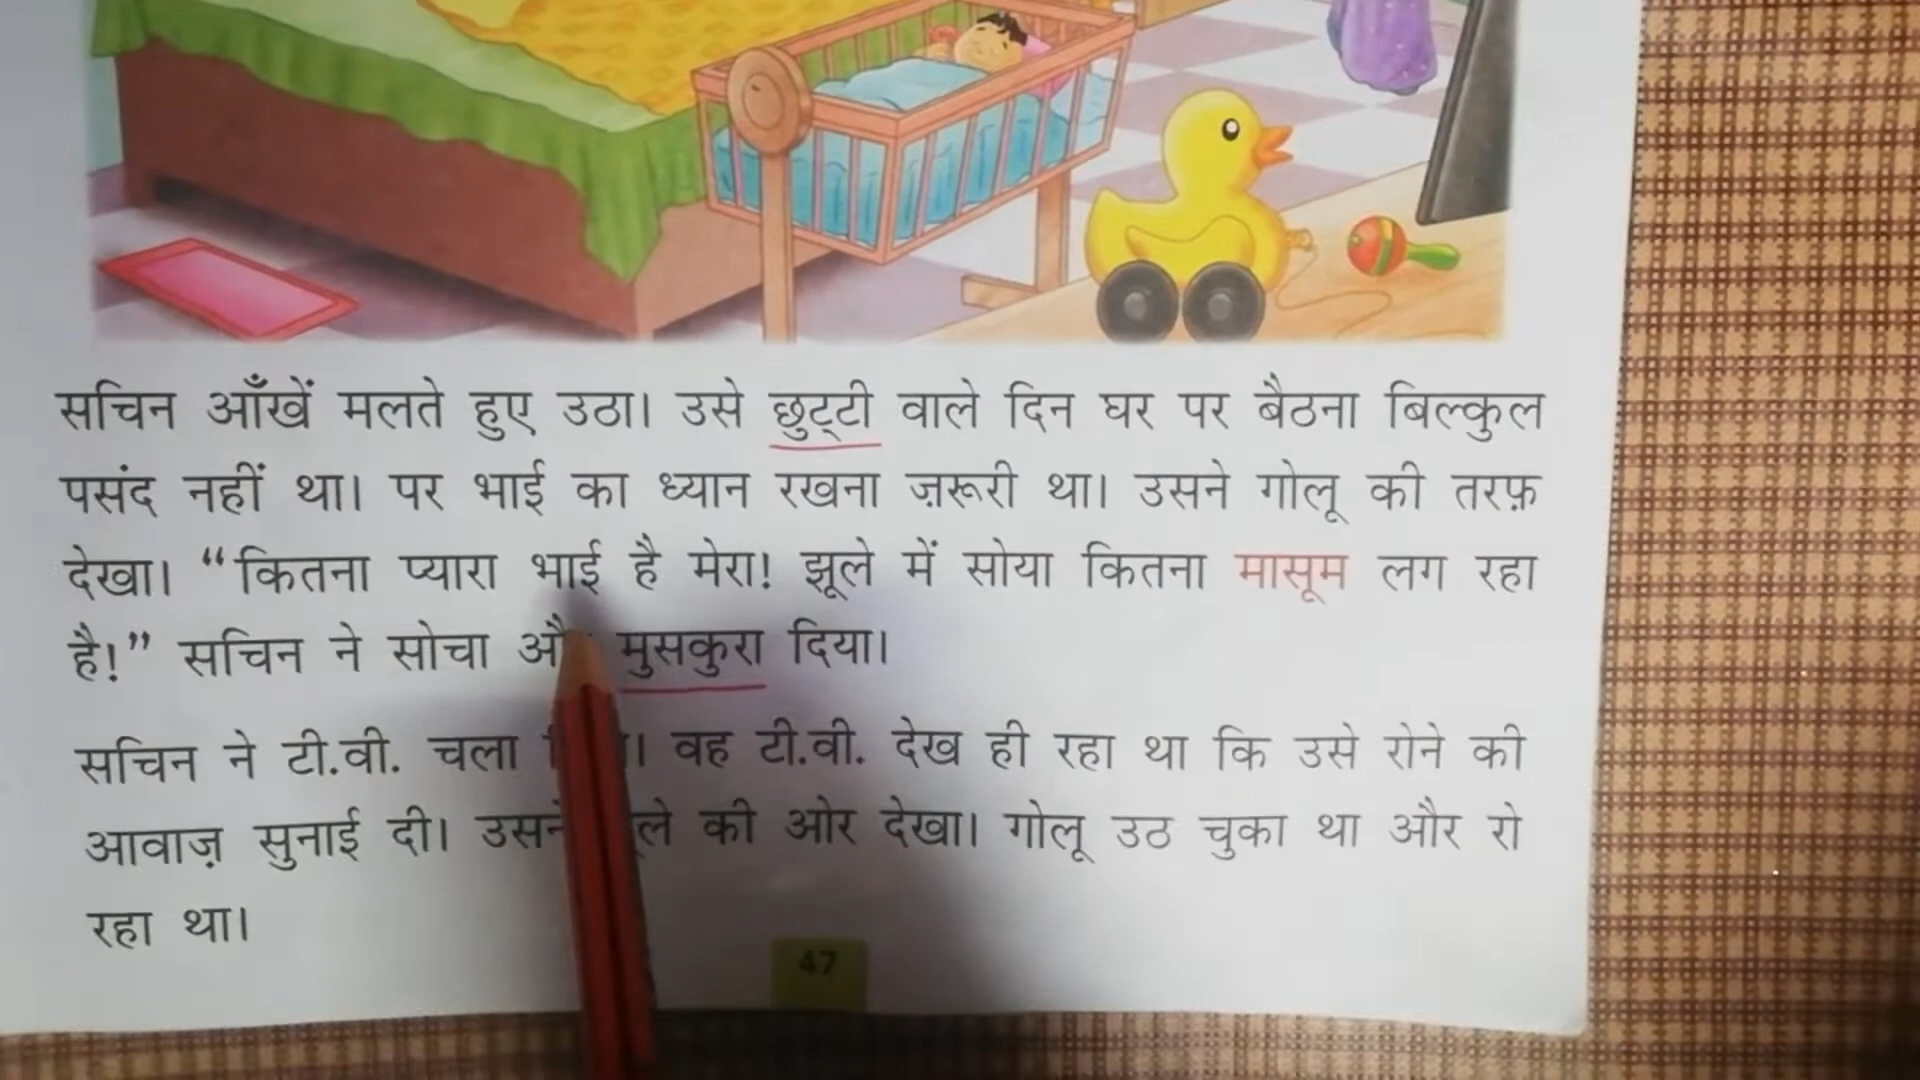 सचिन आँखें मलते हुए उठा। उसे छुट्टी वाले दिन घर पर बैठना बिल्कुल
पसंद नहीं था। पर भाई का ध्यान रखना ज़रूरी था। उसने गोलू की तरफ़
देखा। “कितना प्यारा भाई है मेरा! झूले में सोया कितना मासूम लग रहा
है!” सचिन ने सोचा मुसकुरा दिया।
सचिन ने टी.वी. चला वह टी.वी. देख ही रहा था कि उसे रोने की
आवाज़ सुनाई दी। उसने की ओर देखा। गोलू उठ चुका था और रो
रहा था।
47